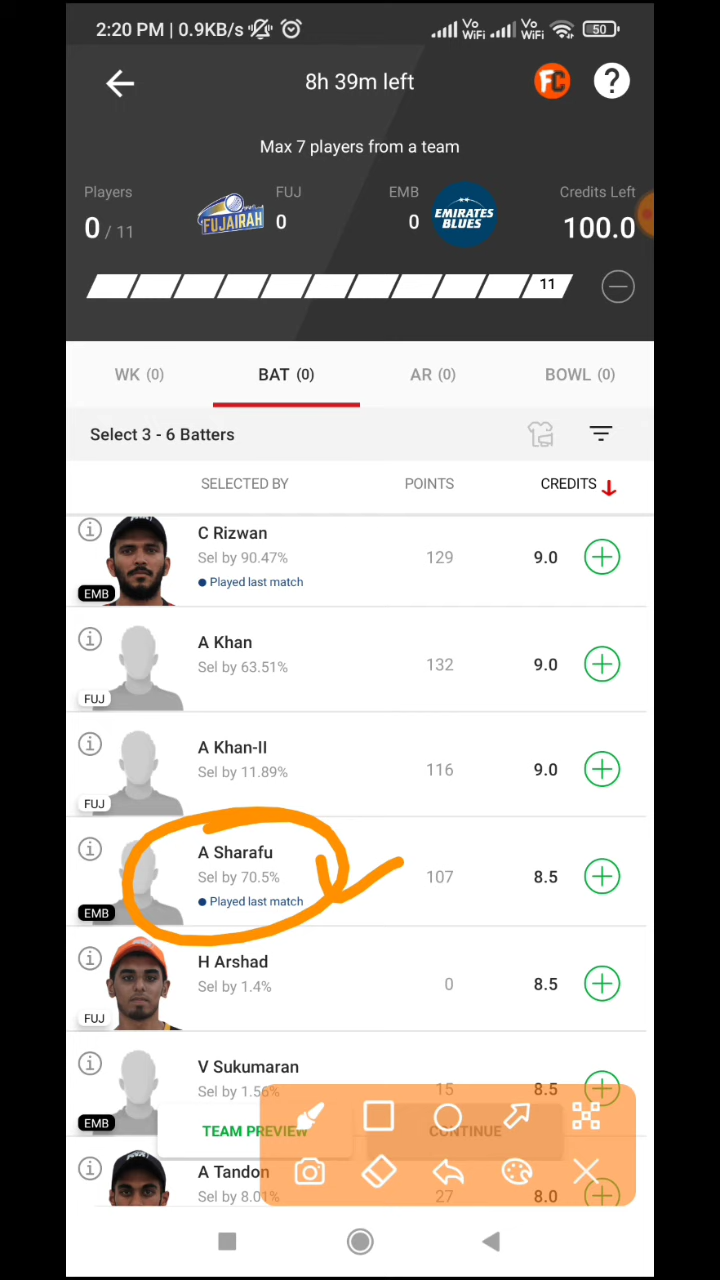 2:20 PM | 0.9KB/s Vo WiFi Vo WiFi 50
8h 39m left FC ?
Max 7 players from a team
Players FUJ EMB Credits Left
0 / 11 FUJAIRAH 0 0 EMIRATES BLUES 100.0
11
WK (0) BAT (0) AR (0) BOWL (0)
Select 3 - 6 Batters
SELECTED BY POINTS CREDITS
C Rizwan
Sel by 90.47% 129 9.0
Played last match
EMB
A Khan
Sel by 63.51% 132 9.0
FUJ
A Khan-II
Sel by 11.89% 116 9.0
FUJ
A Sharafu
Sel by 70.5% 107 8.5
Played last match
EMB
H Arshad
Sel by 1.4% 0 8.5
FUJ
V Sukumaran
Sel by 1.56% 15 8.5
EMB
TEAM PREVIEW CONTINUE
A Tandon
Sel by 8.01% 27 8.0